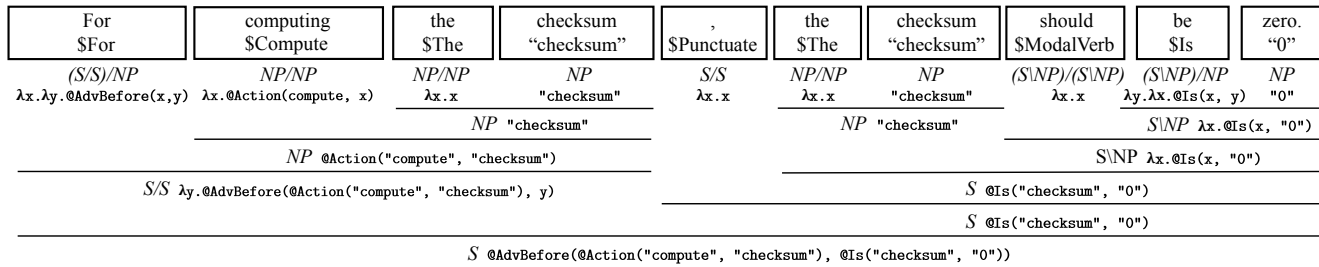 For computing the checksum , the checksum should be zero.
$For $Compute $The “checksum” $Punctuate $The “checksum” $ModalVerb $Is “0”
(S/S)/NP NP/NP NP/NP NP S/S NP/NP NP (S\NP)/(S\NP) (S\NP)/NP NP
λx.λy.@AdvBefore(x,y) λx.@Action(compute, x) λx.x "checksum" λx.x λx.x "checksum" λx.x λy.λx.@Is(x, y) "0"
NP "checksum" NP "checksum" S\NP λx.@Is(x, "0")
NP @Action("compute", "checksum") S\NP λx.@Is(x, "0")
S/S λy.@AdvBefore(@Action("compute", "checksum"), y) S @Is("checksum", "0")
S @Is("checksum", "0")
S @AdvBefore(@Action("compute", "checksum"), @Is("checksum", "0"))